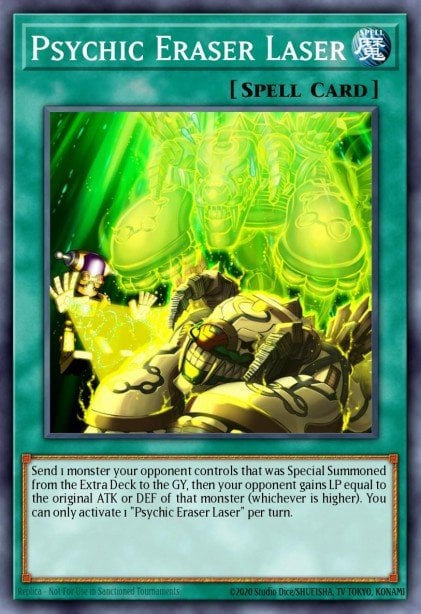 Psychic Eraser Laser
SPELL
魔
[ Spell Card ]
Send 1 monster your opponent controls that was Special Summoned
from the Extra Deck to the GY, then your opponent gains LP equal to
the original ATK or DEF of that monster (whichever is higher). You
can only activate 1 "Psychic Eraser Laser" per turn.
Replica - Not For Use in Sanctioned Tournaments
©2020 Studio Dice/SHUEISHA, TV TOKYO, KONAMI